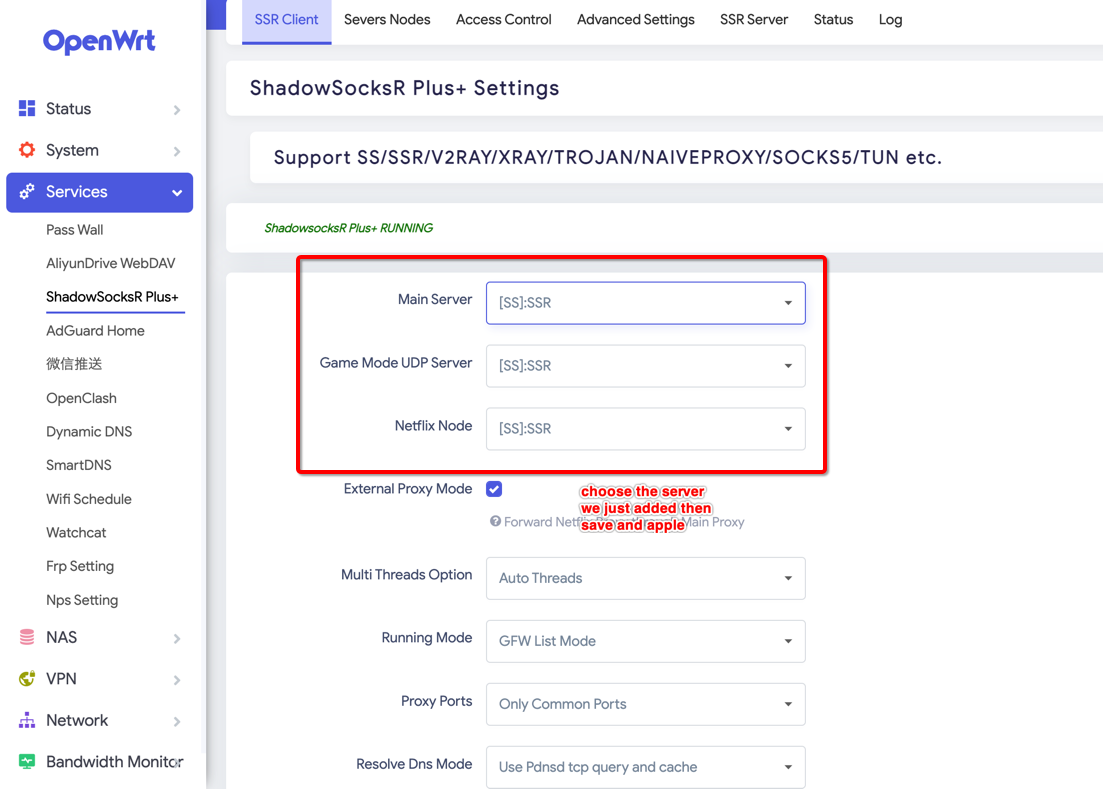 OpenWrt
Status
System
Services
Pass Wall
AliyunDrive WebDAV
ShadowSocksR Plus+
AdGuard Home
微信推送
OpenClash
Dynamic DNS
SmartDNS
Wifi Schedule
Watchcat
Frp Setting
Nps Setting
NAS
VPN
Network
Bandwidth Monitor
SSR Client Severs Nodes Access Control Advanced Settings SSR Server Status Log
ShadowSocksR Plus+ Settings
Support SS/SSR/V2RAY/XRAY/TROJAN/NAIVEPROXY/SOCKS5/TUN etc.
ShadowsocksR Plus+ RUNNING
Main Server [SS]:SSR
Game Mode UDP Server [SS]:SSR
Netflix Node [SS]:SSR
External Proxy Mode
choose the server
we just added then
save and apple
Forward Netflix Main Proxy
Multi Threads Option Auto Threads
Running Mode GFW List Mode
Proxy Ports Only Common Ports
Resolve Dns Mode Use Pdnsd tcp query and cache